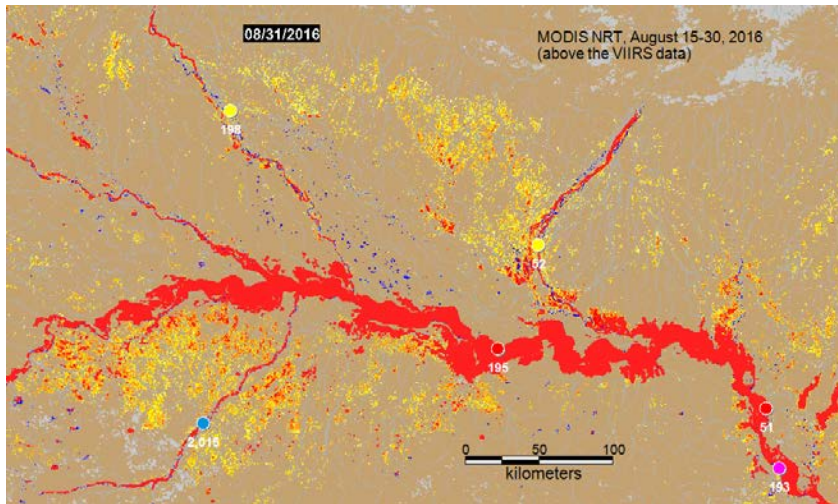 08/31/2016
MODIS NRT, August 15-30, 2016
(above the VIIRS data)
198
52
195
2,015
51
193
0 50 100
kilometers